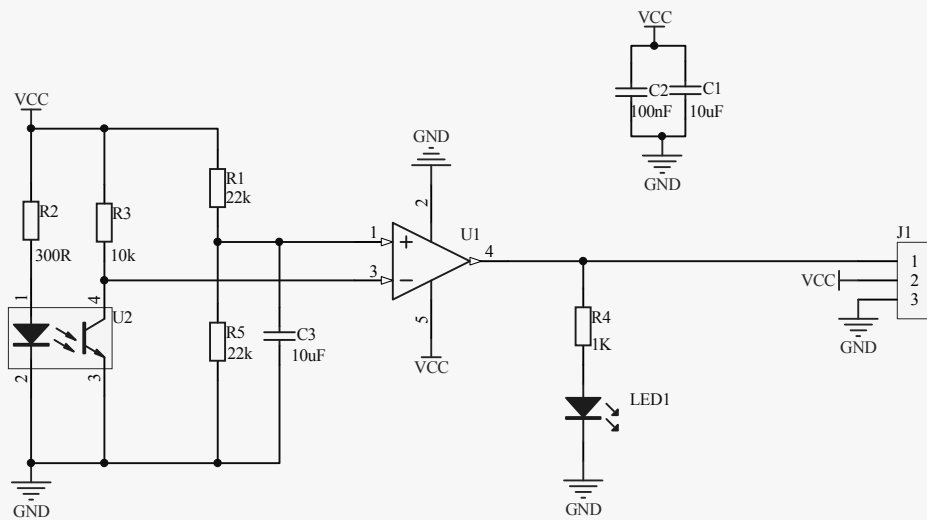 VCC
C2
C1
100nF
10uF
GND
VCC
GND
R1
22k
R2
R3
300R
10k
2
1
+
U1
4
3
−
5
VCC
J1
1
VCC
2
3
GND
1
4
U2
2
3
R5
22k
C3
10uF
R4
1K
LED1
GND
GND